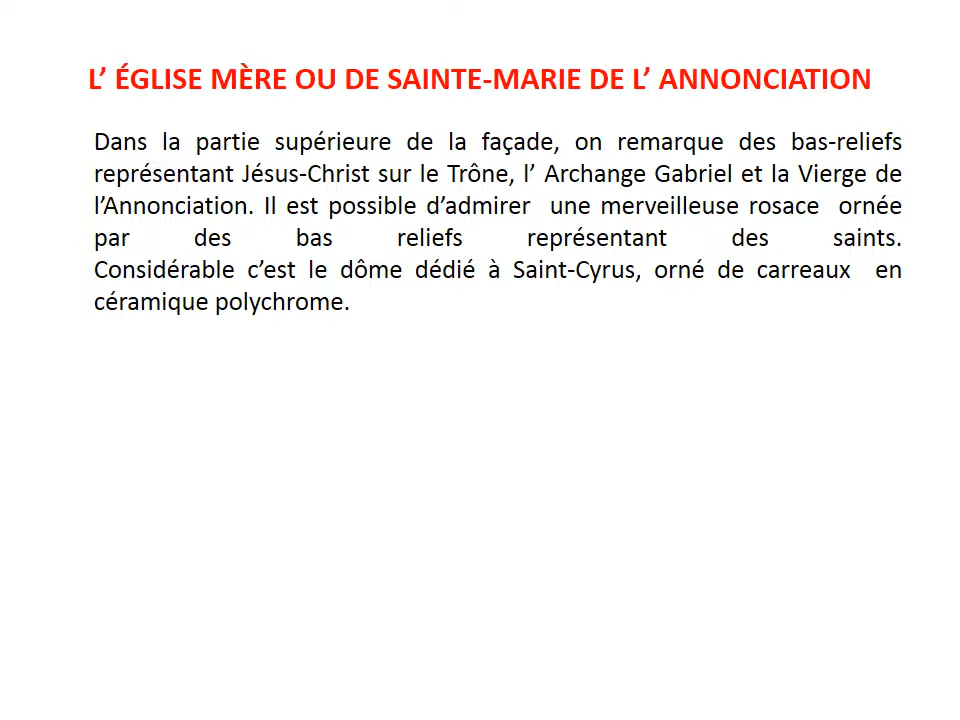 L’ ÉGLISE MÈRE OU DE SAINTE-MARIE DE L’ ANNONCIATION
Dans la partie supérieure de la façade, on remarque des bas-reliefs
représentant Jésus-Christ sur le Trône, l’ Archange Gabriel et la Vierge de
l’Annonciation. Il est possible d’admirer  une merveilleuse rosace  ornée
par des bas reliefs représentant des saints.
Considérable c’est le dôme dédié à Saint-Cyrus, orné de carreaux  en
céramique polychrome.